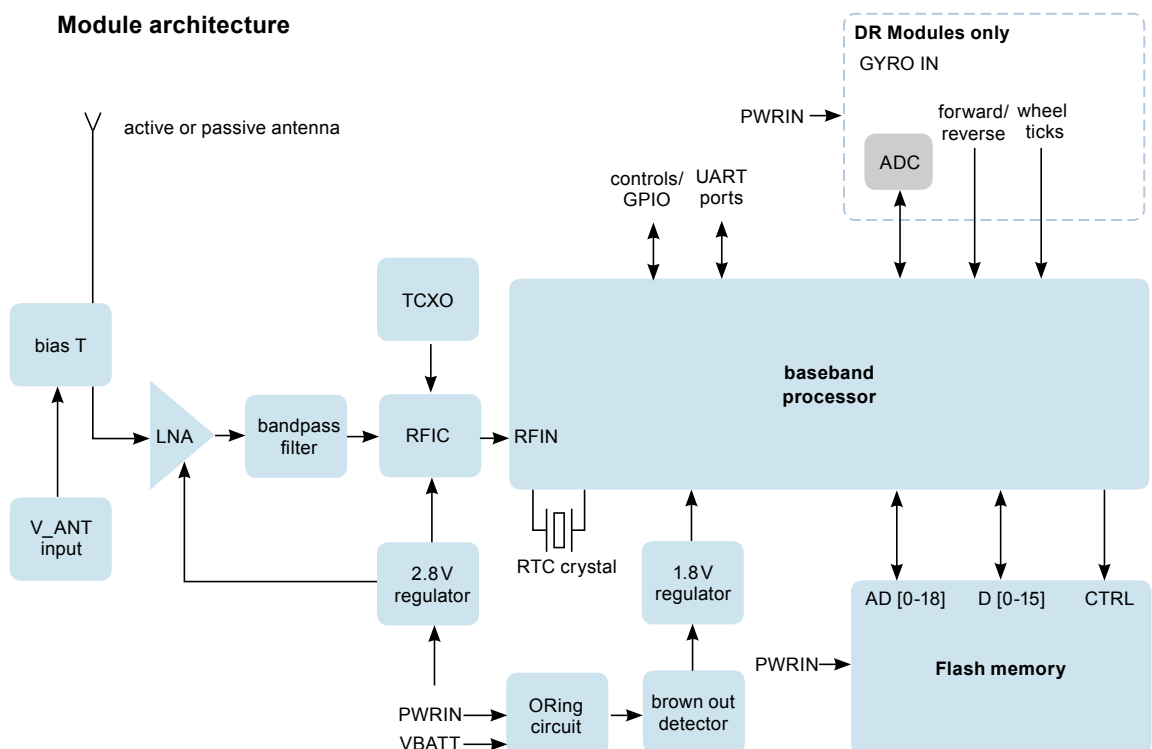 Module architecture
DR Modules only
GYRO IN
active or passive antenna
PWRIN
forward/
reverse
wheel
ticks
ADC
controls/
GPIO
UART
ports
TCXO
bias T
baseband
processor
LNA
bandpass
filter
RFIC
RFIN
V_ANT
input
RTC crystal
2.8 V
regulator
1.8 V
regulator
AD [0-18]
D [0-15]
CTRL
PWRIN
Flash memory
PWRIN
VBATT
ORing
circuit
brown out
detector